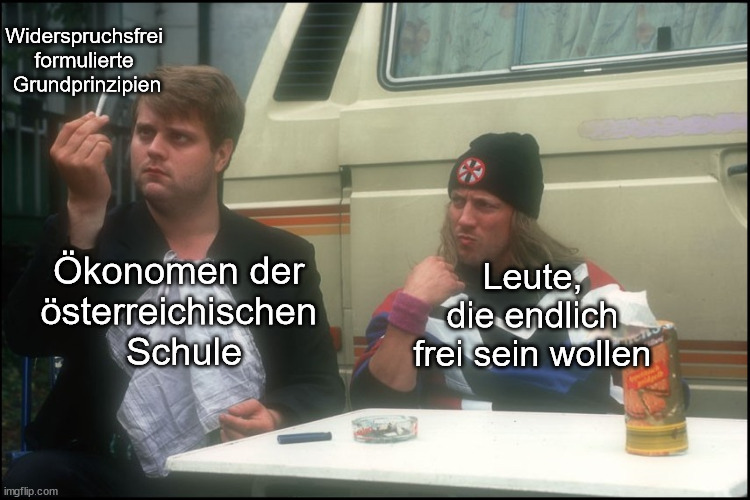 Widerspruchsfrei
formulierte
Grundprinzipien
Ökonomen der
österreichischen
Schule
Leute,
die endlich
frei sein wollen
imgflip.com